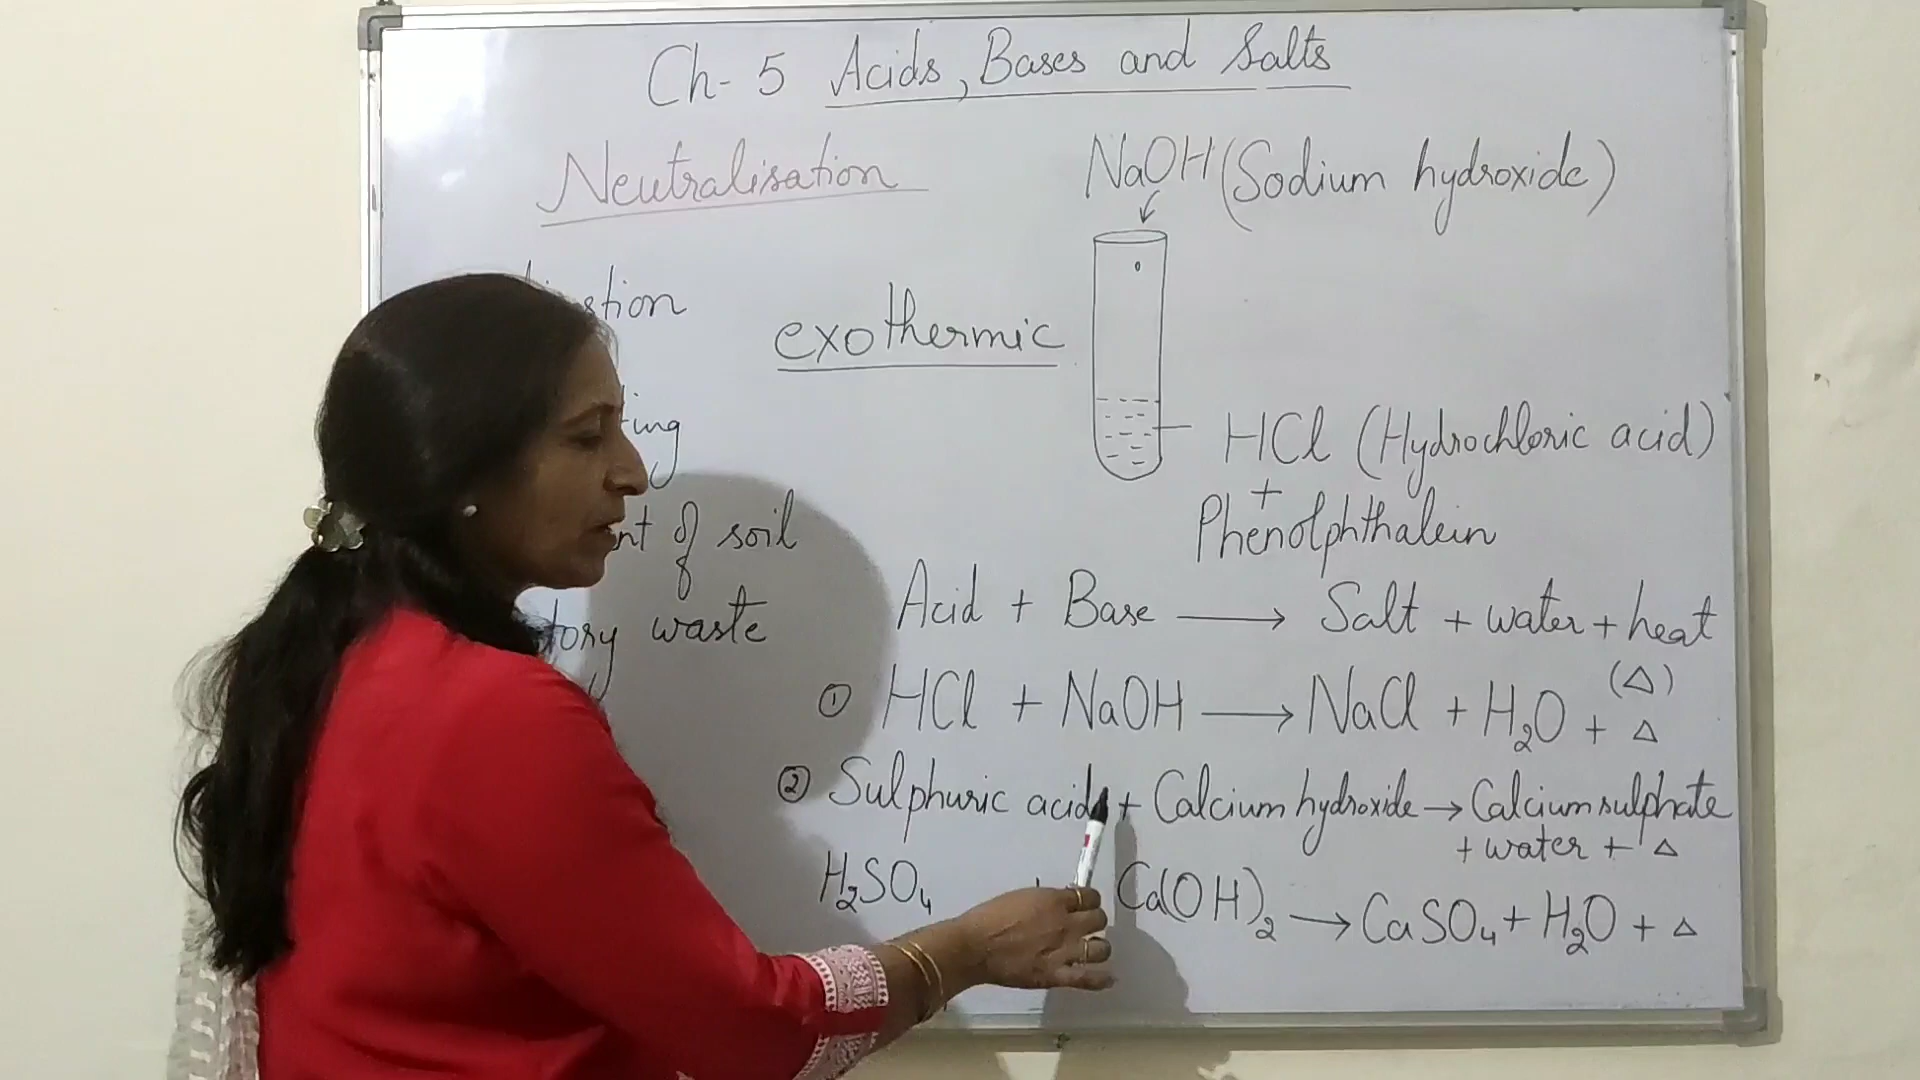 Ch- 5 Acids, Bases and Salts
Neutralisation
NaOH (Sodium hydroxide)
exothermic
HCl (Hydrochloric acid)
+
Phenolphthalein
of soil
waste
Acid + Base → Salt + water + heat
(△)
① HCl + NaOH → NaCl + H₂O + △
② Sulphuric acid + Calcium hydroxide → Calcium sulphate
+ water + △
H₂SO₄ + Ca(OH)₂ → CaSO₄ + H₂O + △